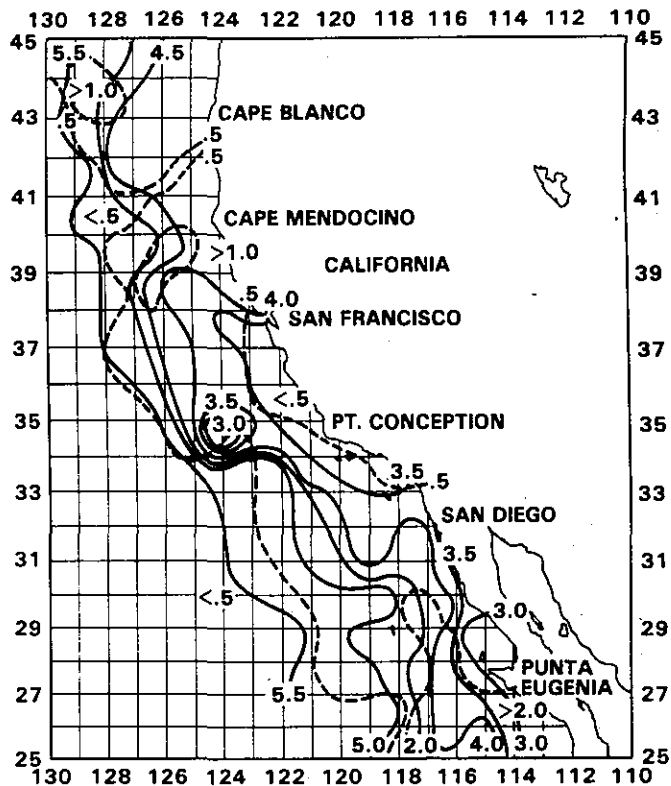 130 128 126 124 122 120 118 116 114 112 110
45 5.5 4.5 45
>1.0
43 .5 CAPE BLANCO 43
.5
.5
41 41
<.5 CAPE MENDOCINO
>1.0
39 CALIFORNIA 39
.5 4.0
SAN FRANCISCO
37 37
3.5 <.5
35 3.0 PT. CONCEPTION 35
3.5 .5
33 33
SAN DIEGO
31 3.5 31
<.5 3.0
29 29
PUNTA
27 5.5 EUGENIA 27
>2.0
25 5.0 2.0 4.0 3.0 25
130 128 126 124 122 120 118 116 114 112 110